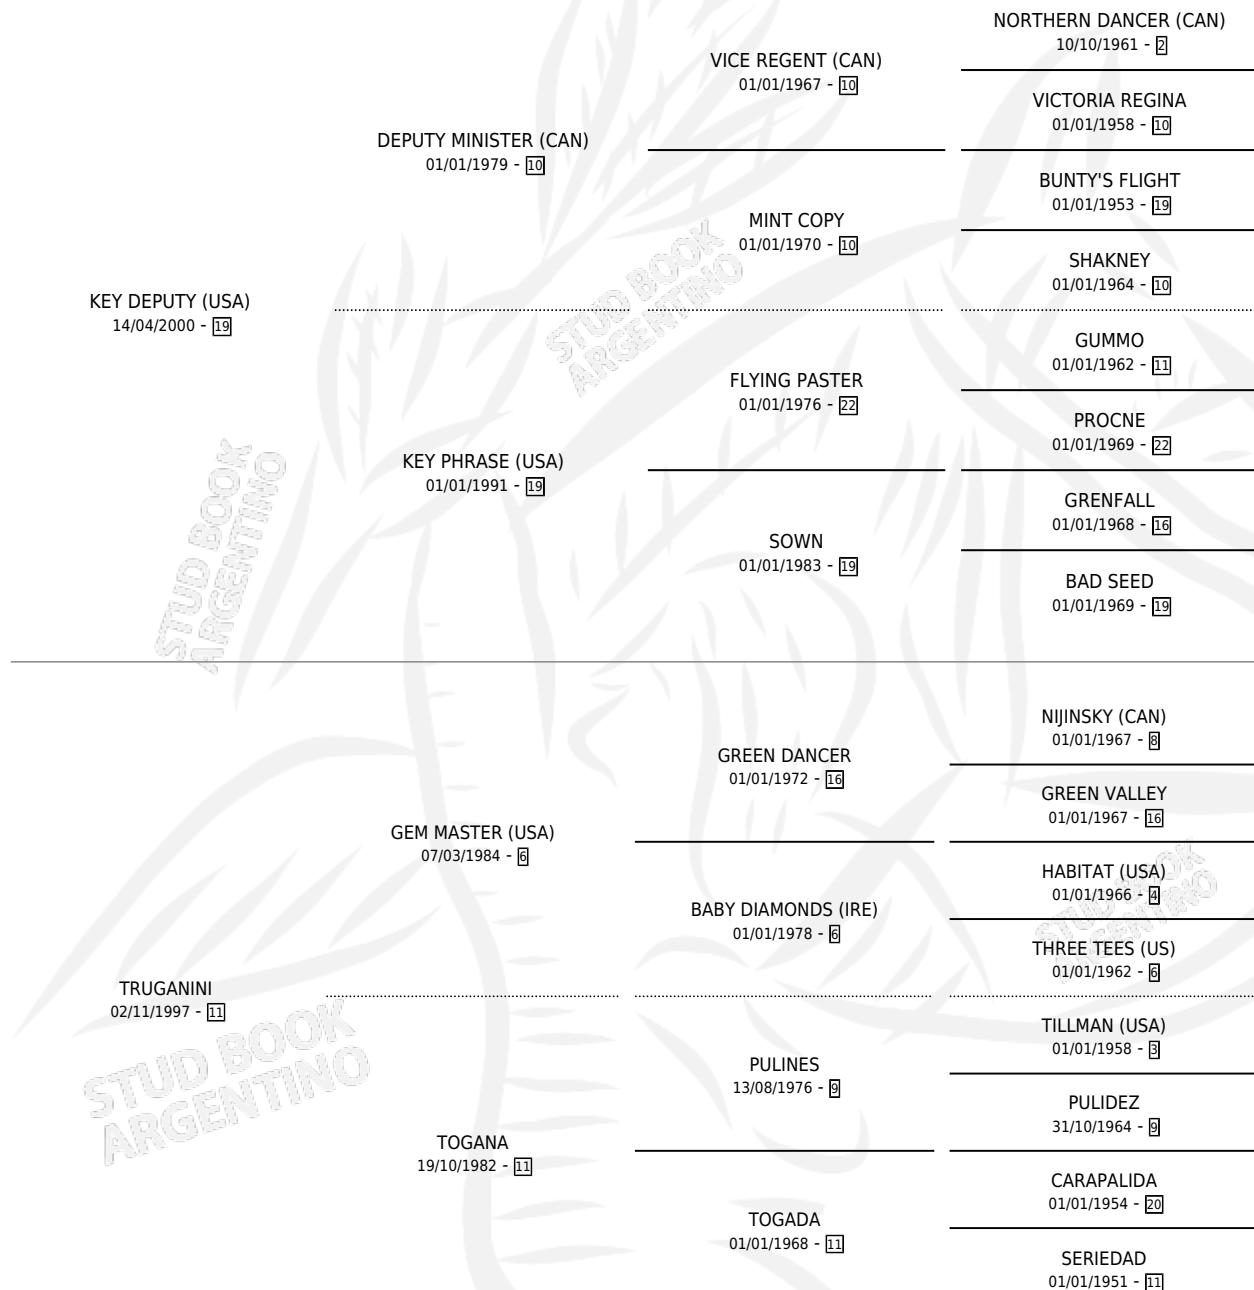 NORTHERN DANCER (CAN)
10/10/1961 - 2
VICE REGENT (CAN)
01/01/1967 - 10
VICTORIA REGINA
01/01/1958 - 10
DEPUTY MINISTER (CAN)
01/01/1979 - 10
BUNTY'S FLIGHT
01/01/1953 - 19
MINT COPY
01/01/1970 - 10
SHAKNEY
01/01/1964 - 10
KEY DEPUTY (USA)
14/04/2000 - 19
STUD BOOK
ARGENTINO
GUMMO
01/01/1962 - 11
FLYING PASTER
01/01/1976 - 22
PROCNE
01/01/1969 - 22
KEY PHRASE (USA)
01/01/1991 - 19
GRENFALL
01/01/1968 - 16
SOWN
01/01/1983 - 19
BAD SEED
01/01/1969 - 19
STUD BOOK
ARGENTINO
NIJINSKY (CAN)
01/01/1967 - 8
GREEN DANCER
01/01/1972 - 16
GREEN VALLEY
01/01/1967 - 16
GEM MASTER (USA)
07/03/1984 - 6
HABITAT (USA)
01/01/1966 - 4
BABY DIAMONDS (IRE)
01/01/1978 - 6
STUD BOOK
ARGENTINO
THREE TEES (US)
01/01/1962 - 6
TRUGANINI
02/11/1997 - 11
TILLMAN (USA)
01/01/1958 - 3
PULINES
13/08/1976 - 9
PULIDEZ
31/10/1964 - 9
STUD BOOK
ARGENTINO
TOGANA
19/10/1982 - 11
CARAPALIDA
01/01/1954 - 20
TOGADA
01/01/1968 - 11
SERIEDAD
01/01/1951 - 11